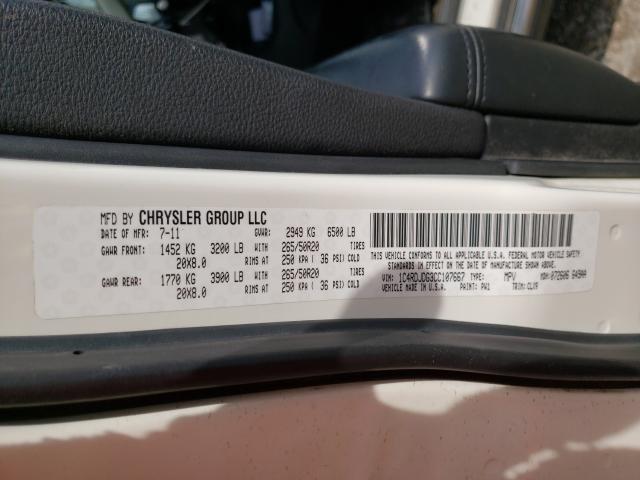 MFD BY CHRYSLER GROUP LLC
DATE OF MFR: 7-11 GVWR: 2949 KG 6500 LB
GAWR FRONT: 1452 KG 3200 LB WITH 265/50R20 TIRES
20X8.0 RIMS AT 250 KPA ( 36 PSI) COLD
GAWR REAR: 1770 KG 3900 LB WITH 265/50R20 TIRES
20X8.0 RIMS AT 250 KPA ( 36 PSI) COLD
THIS VEHICLE CONFORMS TO ALL APPLICABLE U.S.A. FEDERAL MOTOR VEHICLE SAFETY
STANDARDS IN EFFECT ON THE DATE OF MANUFACTURE SHOWN ABOVE.
VIN: 1C4RDJDG3CC107667 TYPE: MPV MDH: 072606
VEHICLE MADE IN U.S.A. PAINT: PW1 TRIM: CLX9